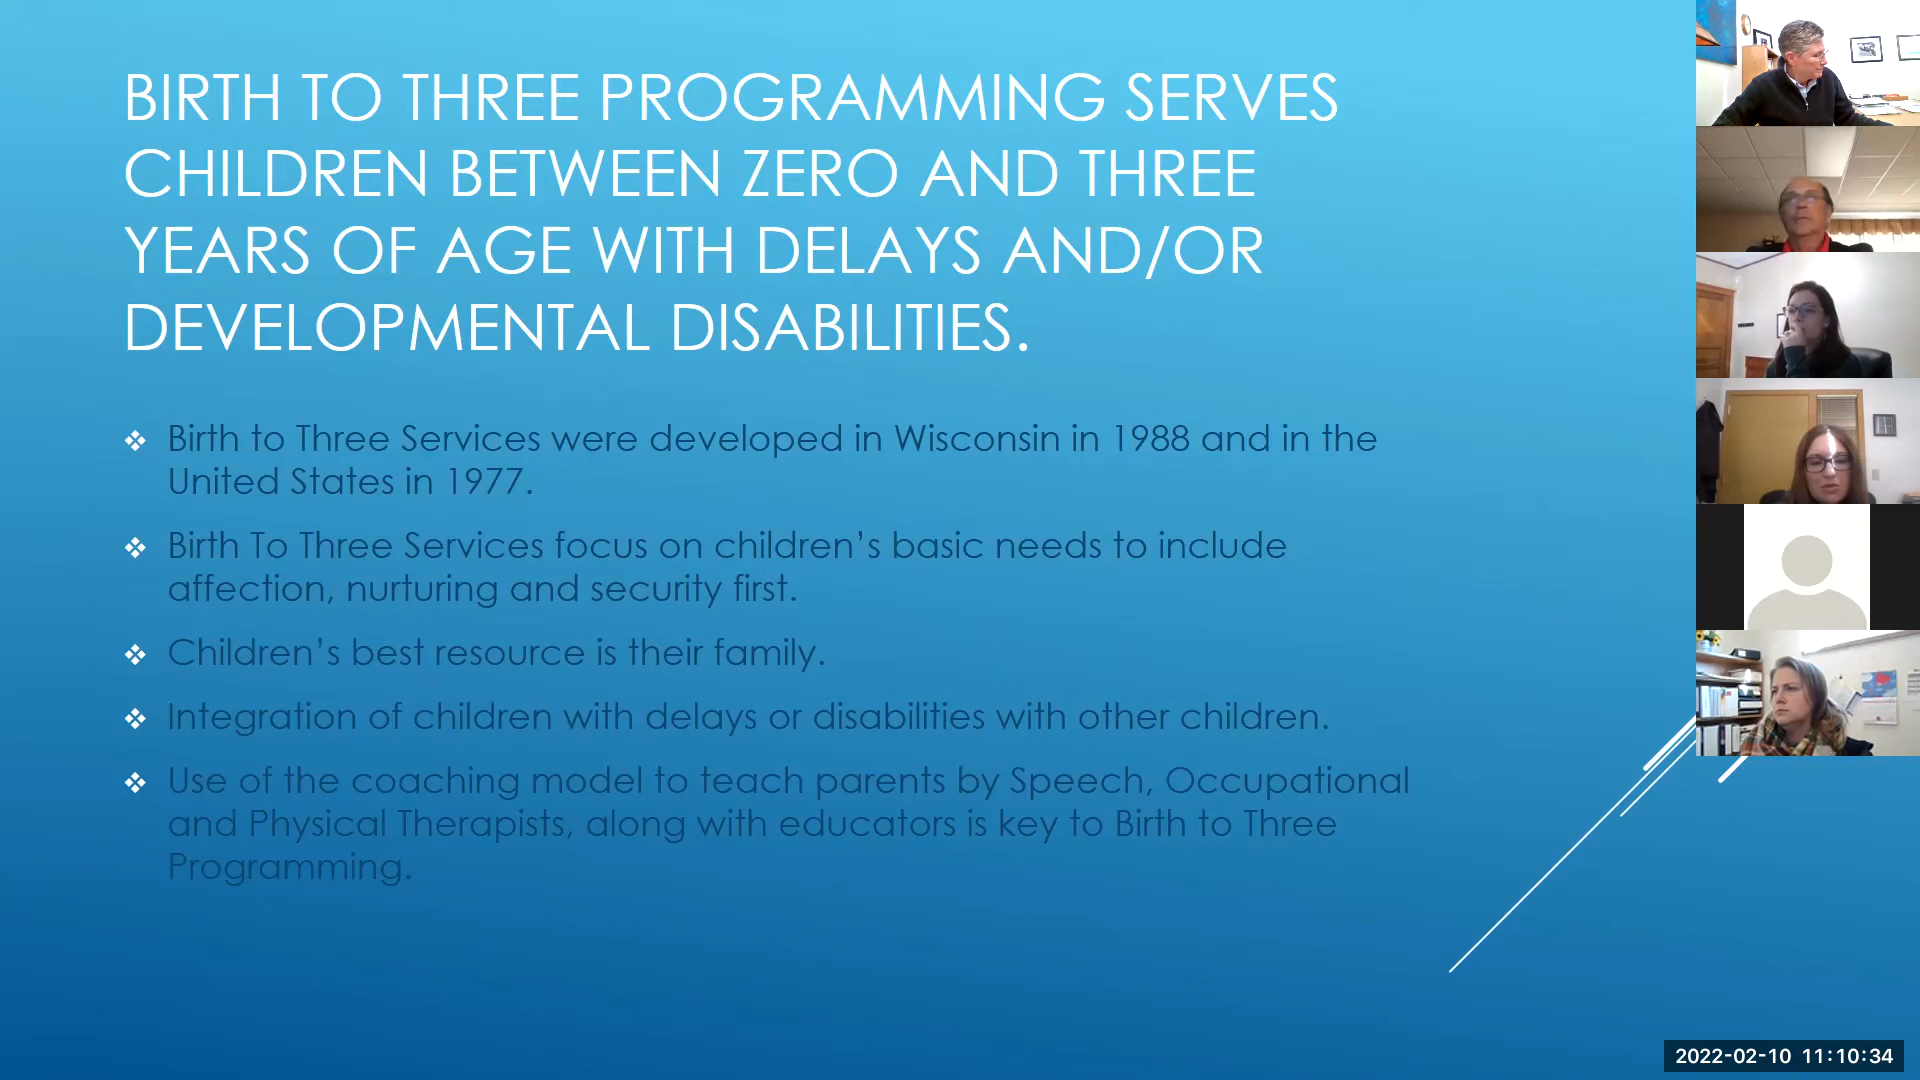 BIRTH TO THREE PROGRAMMING SERVES
CHILDREN BETWEEN ZERO AND THREE
YEARS OF AGE WITH DELAYS AND/OR
DEVELOPMENTAL DISABILITIES.
Birth to Three Services were developed in Wisconsin in 1988 and in the
United States in 1977.
Birth To Three Services focus on children’s basic needs to include
affection, nurturing and security first.
Children’s best resource is their family.
Integration of children with delays or disabilities with other children.
Use of the coaching model to teach parents by Speech, Occupational
and Physical Therapists, along with educators is key to Birth to Three
Programming.
2022-02-10 11:10:34